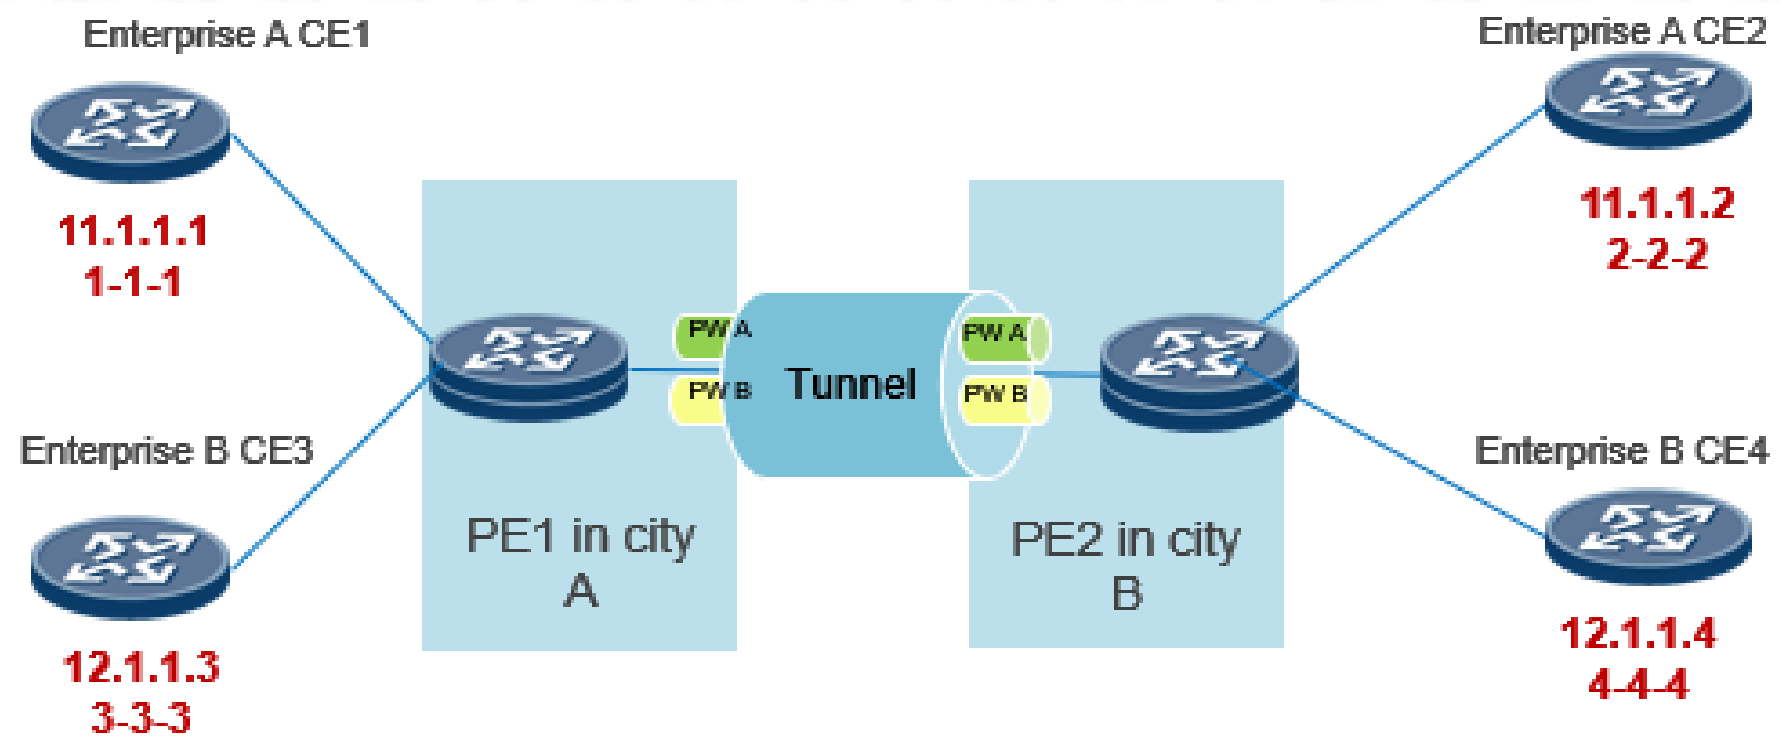 Enterprise A CE1
Enterprise A CE2
11.1.1.1
1-1-1
11.1.1.2
2-2-2
PW A
PW B
Tunnel
PW A
PW B
Enterprise B CE3
Enterprise B CE4
PE1 in city
A
PE2 in city
B
12.1.1.3
3-3-3
12.1.1.4
4-4-4